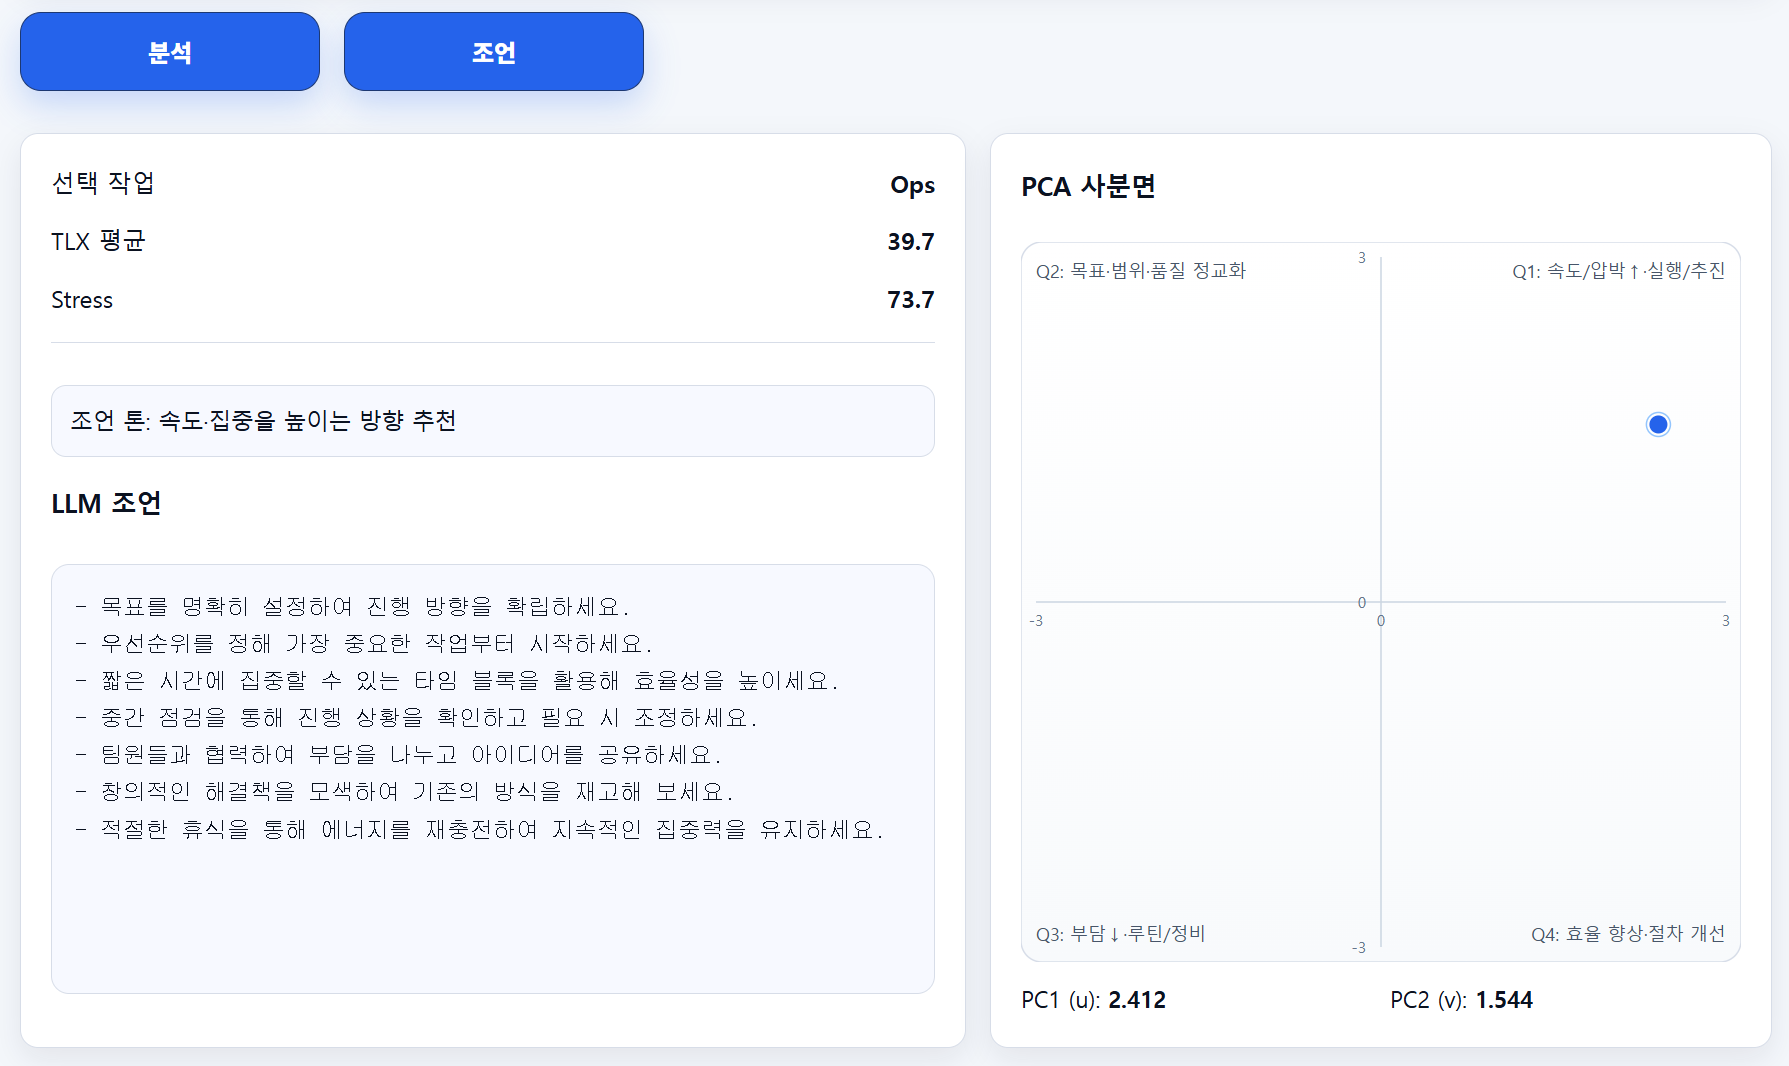 분석
조언
선택 작업 Ops
TLX 평균 39.7
Stress 73.7
조언 톤: 속도·집중을 높이는 방향 추천
LLM 조언
- 목표를 명확히 설정하여 진행 방향을 확립하세요.
- 우선순위를 정해 가장 중요한 작업부터 시작하세요.
- 짧은 시간에 집중할 수 있는 타임 블록을 활용해 효율성을 높이세요.
- 중간 점검을 통해 진행 상황을 확인하고 필요 시 조정하세요.
- 팀원들과 협력하여 부담을 나누고 아이디어를 공유하세요.
- 창의적인 해결책을 모색하여 기존의 방식을 재고해 보세요.
- 적절한 휴식을 통해 에너지를 재충전하여 지속적인 집중력을 유지하세요.
PCA 사분면
3
Q2: 목표·범위·품질 정교화
Q1: 속도/압박↑·실행/추진
0
-3 0 3
Q3: 부담↓·루틴/정비
Q4: 효율 향상·절차 개선
-3
PC1 (u): 2.412
PC2 (v): 1.544